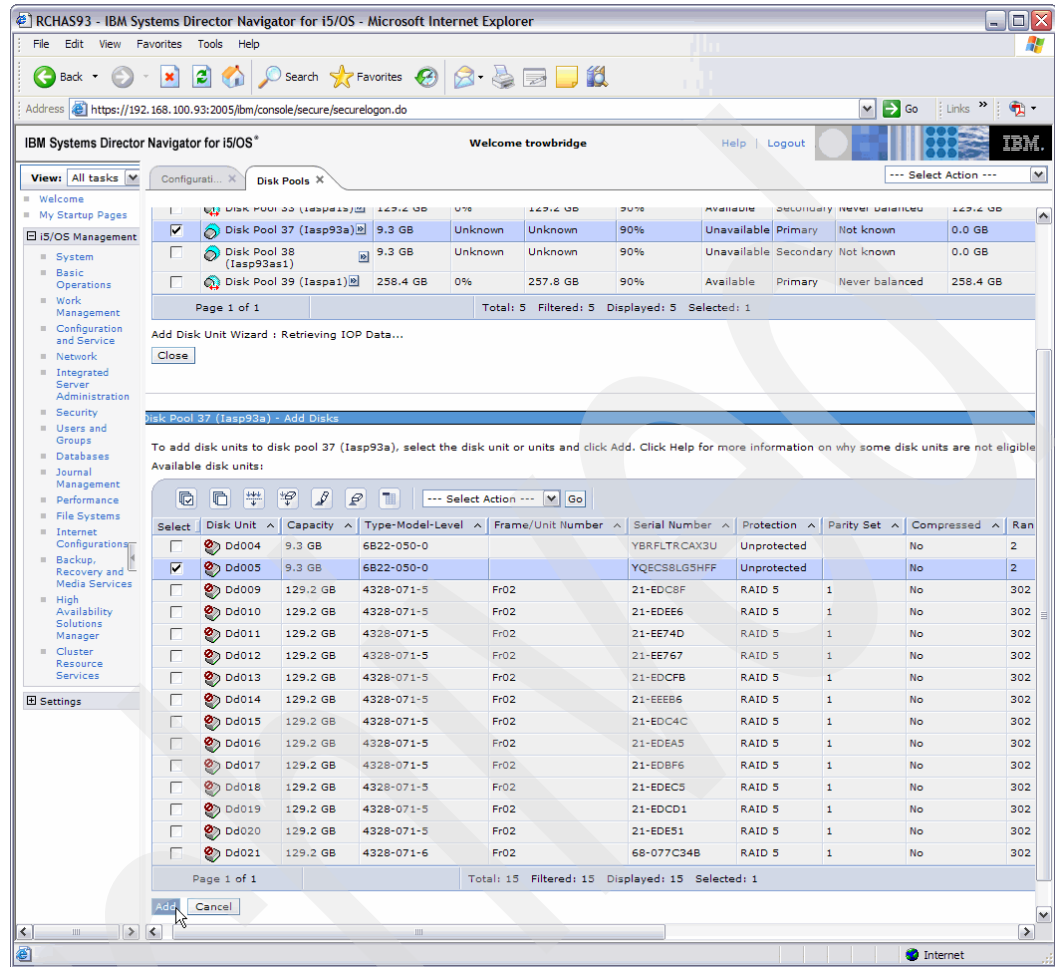 RCHAS93 - IBM Systems Director Navigator for i5/OS - Microsoft Internet Explorer
File Edit View Favorites Tools Help
Back Search Favorites
Address https://192.168.100.93:2005/ibm/console/secure/securelogon.do Go Links »
IBM Systems Director Navigator for i5/OS® Welcome trowbridge Help | Logout IBM.
View: All tasks
Configurati... X Disk Pools X --- Select Action ---
Welcome
My Startup Pages
i5/OS Management
System
Basic
Operations
Work
Management
Configuration
and Service
Network
Integrated
Server
Administration
Security
Users and
Groups
Databases
Journal
Management
Performance
File Systems
Internet
Configurations
Backup,
Recovery and
Media Services
High
Availability
Solutions
Manager
Cluster
Resource
Services
Settings
Disk Pool 33 (Iaspa1s) 129.2 GB 0% 129.2 GB 90% Available Secondary Never balanced 129.2 GB
Disk Pool 37 (Iasp93a) 9.3 GB Unknown Unknown 90% Unavailable Primary Not known 0.0 GB
Disk Pool 38
(Iasp93as1) 9.3 GB Unknown Unknown 90% Unavailable Secondary Not known 0.0 GB
Disk Pool 39 (Iaspa1) 258.4 GB 0% 257.8 GB 90% Available Primary Never balanced 258.4 GB
Page 1 of 1 Total: 5 Filtered: 5 Displayed: 5 Selected: 1
Add Disk Unit Wizard : Retrieving IOP Data...
Close
Disk Pool 37 (Iasp93a) - Add Disks
To add disk units to disk pool 37 (Iasp93a), select the disk unit or units and click Add. Click Help for more information on why some disk units are not eligible
Available disk units:
--- Select Action --- Go
Select Disk Unit Capacity Type-Model-Level Frame/Unit Number Serial Number Protection Parity Set Compressed Ran
Dd004 9.3 GB 6B22-050-0 YBRFLTRCAX3U Unprotected No 2
Dd005 9.3 GB 6B22-050-0 YQECS8LG5HFF Unprotected No 2
Dd009 129.2 GB 4328-071-5 Fr02 21-EDC8F RAID 5 1 No 302
Dd010 129.2 GB 4328-071-5 Fr02 21-EDEE6 RAID 5 1 No 302
Dd011 129.2 GB 4328-071-5 Fr02 21-EE74D RAID 5 1 No 302
Dd012 129.2 GB 4328-071-5 Fr02 21-EE767 RAID 5 1 No 302
Dd013 129.2 GB 4328-071-5 Fr02 21-EDCFB RAID 5 1 No 302
Dd014 129.2 GB 4328-071-5 Fr02 21-EEEB6 RAID 5 1 No 302
Dd015 129.2 GB 4328-071-5 Fr02 21-EDC4C RAID 5 1 No 302
Dd016 129.2 GB 4328-071-5 Fr02 21-EDEA5 RAID 5 1 No 302
Dd017 129.2 GB 4328-071-5 Fr02 21-EDBF6 RAID 5 1 No 302
Dd018 129.2 GB 4328-071-5 Fr02 21-EDEC5 RAID 5 1 No 302
Dd019 129.2 GB 4328-071-5 Fr02 21-EDCD1 RAID 5 1 No 302
Dd020 129.2 GB 4328-071-5 Fr02 21-EDE51 RAID 5 1 No 302
Dd021 129.2 GB 4328-071-6 Fr02 68-077C34B RAID 5 1 No 302
Page 1 of 1 Total: 15 Filtered: 15 Displayed: 15 Selected: 1
Add Cancel
Internet